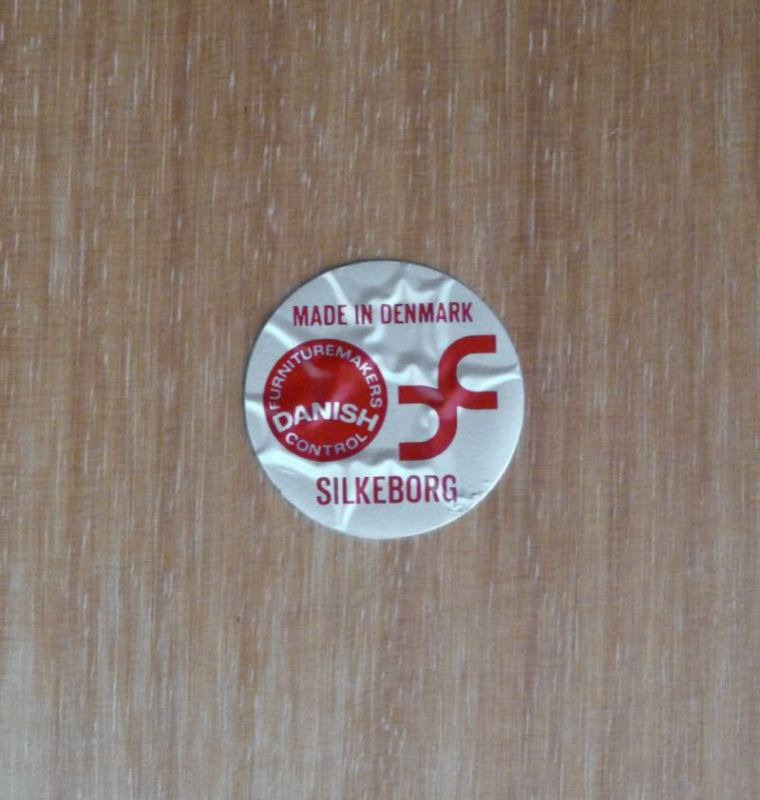 MADE IN DENMARK
FURNITUREMAKERS
DANISH
CONTROL
SILKEBORG